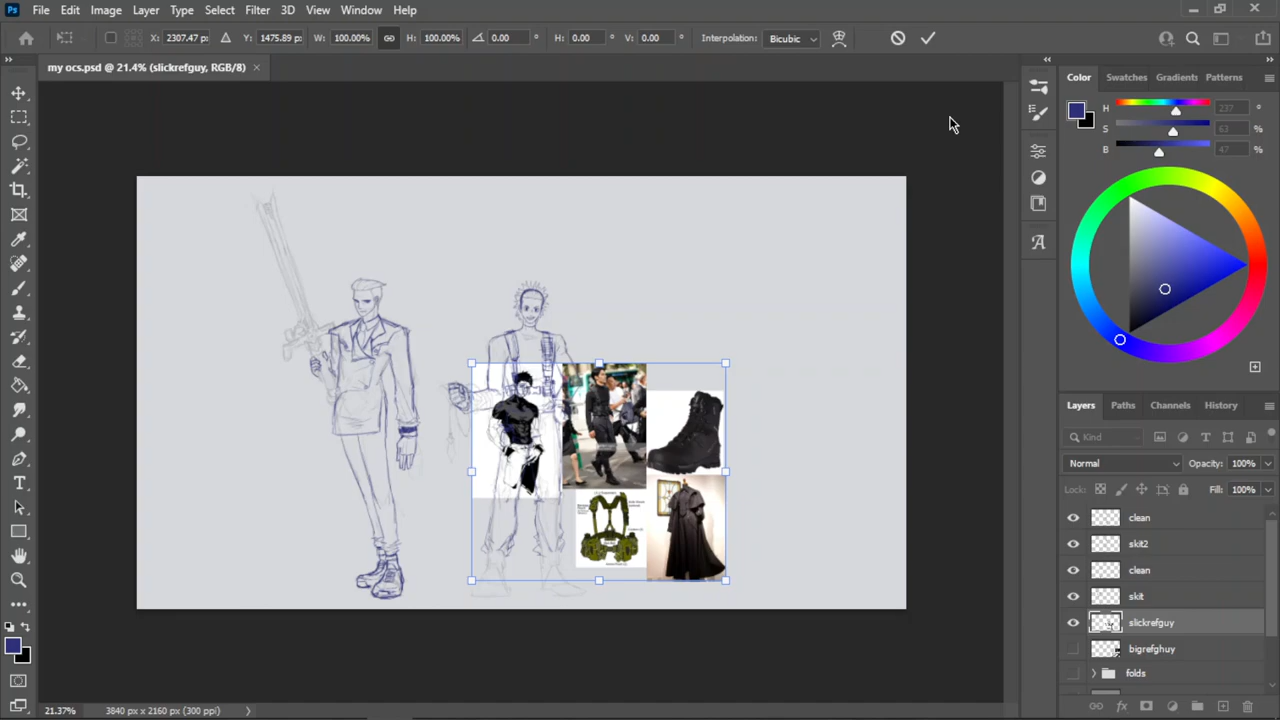 Ps File Edit Image Layer Type Select Filter 3D View Window Help
X: 2307.47 p: Y: 1475.89 p: W: 100.00% H: 100.00% 0.00 ° H: 0.00 ° V: 0.00 ° Interpolation: Bicubic
my ocs.psd @ 21.4% (slickrefguy, RGB/8) ×
Color Swatches Gradients Patterns
H 237 °
S 63 %
B 47 %
Layers Paths Channels History
Kind
Normal Opacity: 100%
Lock: Fill: 100%
clean
skit2
clean
skit
slickrefguy
bigrefghuy
folds
21.37% 3840 px x 2160 px (300 ppi)